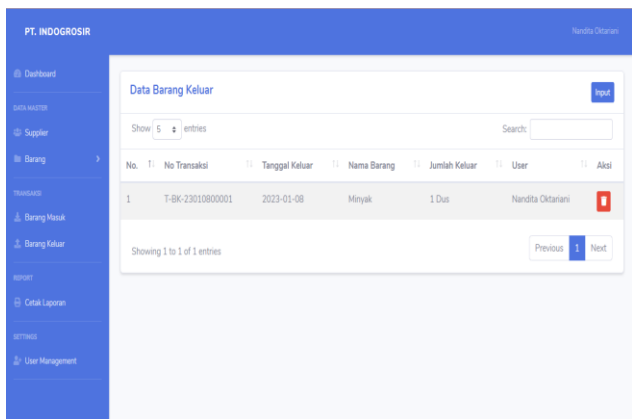 PT. INDOGROSIR
Nandita Oktariani
Dashboard
DATA MASTER
Supplier
Barang
TRANSAKSI
Barang Masuk
Barang Keluar
REPORT
Cetak Laporan
SETTINGS
User Management
Data Barang Keluar
Input
Show 5 entries
Search:
No. No Transaksi Tanggal Keluar Nama Barang Jumlah Keluar User Aksi
1 T-BK-23010800001 2023-01-08 Minyak 1 Dus Nandita Oktariani
Showing 1 to 1 of 1 entries
Previous 1 Next